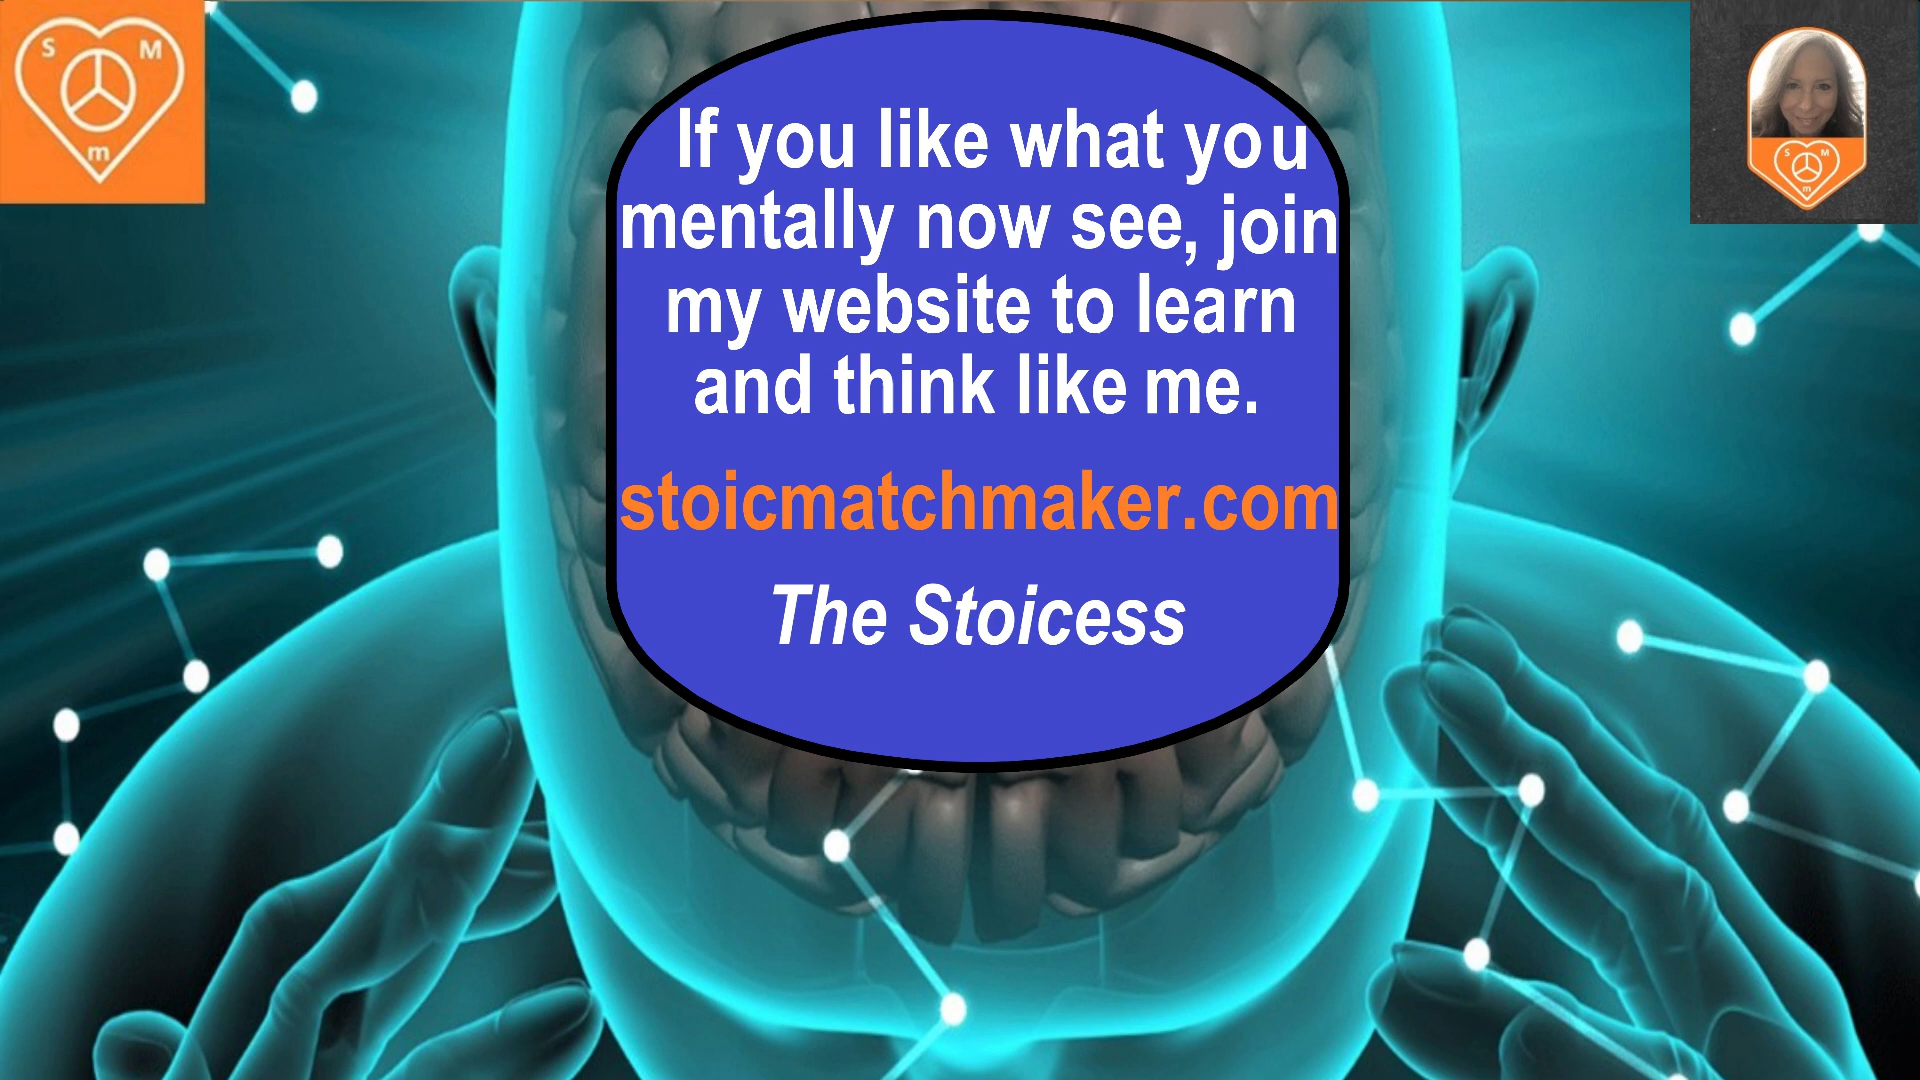 S M
m
If you like what you
mentally now see, join
my website to learn
and think like me.
stoicmatchmaker.com
The Stoicess
S M
m